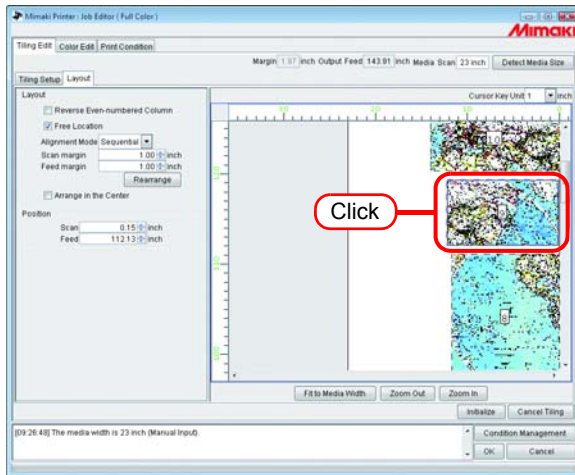 Mimaki Printer : Job Editor ( Full Color )
Mimaki
Tiling Edit Color Edit Print Condition
Margin 1.97 inch Output Feed 143.91 inch Media Scan 23 inch Detect Media Size
Tiling Setup Layout
Layout
Cursor Key Unit 1 inch
Reverse Even-numbered Column
Free Location
Alignment Mode Sequential
Scan margin 1.00 inch
Feed margin 1.00 inch
Rearrange
Arrange in the Center
Position
Scan 0.15 inch
Feed 112.13 inch
Click
8
Fit to Media Width Zoom Out Zoom In
Initialize Cancel Tiling
[09:26:48] The media width is 23 inch (Manual Input).
Condition Management
OK Cancel